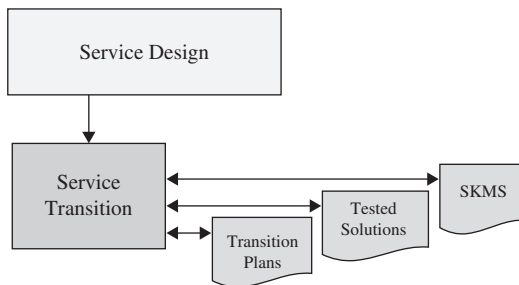 Service Design
Service
Transition
SKMS
Tested
Solutions
Transition
Plans